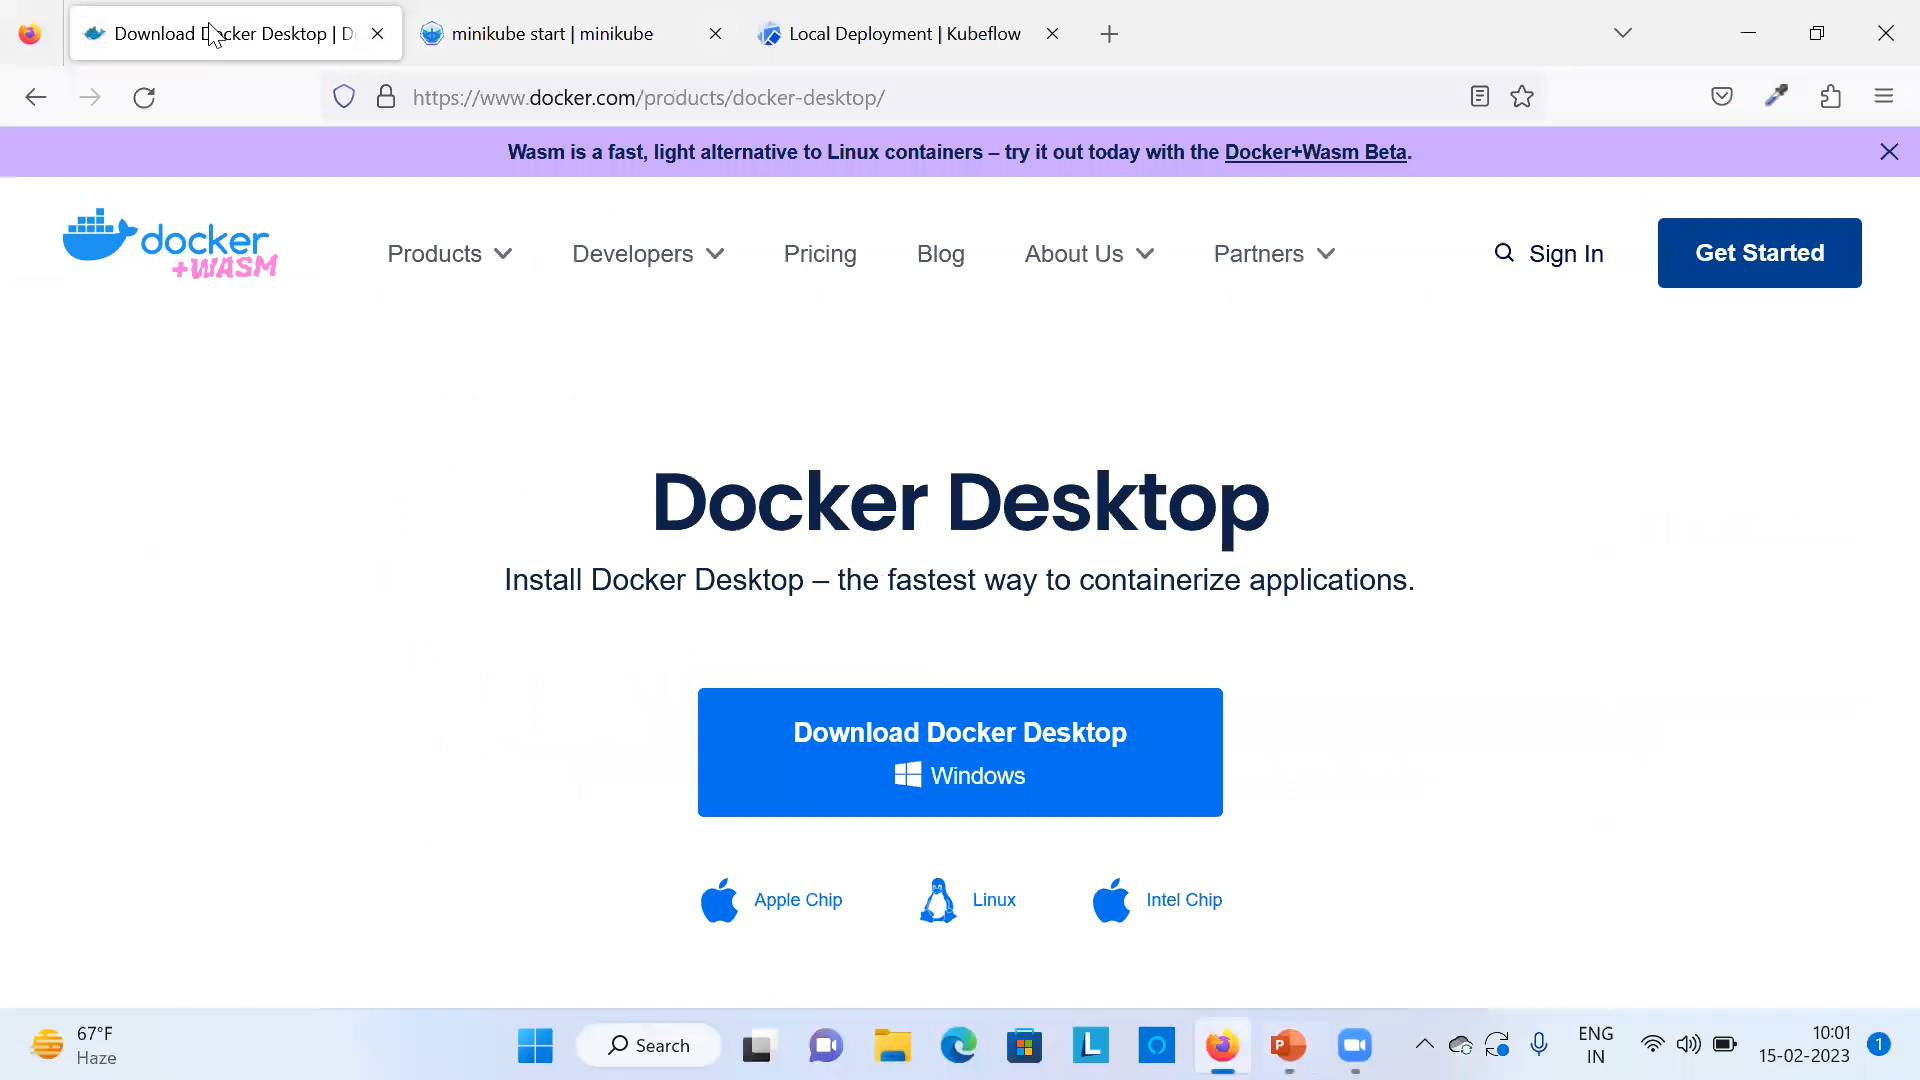 Download Docker Desktop | D
minikube start | minikube
Local Deployment | Kubeflow
https://www.docker.com/products/docker-desktop/
Wasm is a fast, light alternative to Linux containers – try it out today with the Docker+Wasm Beta.
docker
+WASM
Products
Developers
Pricing
Blog
About Us
Partners
Sign In
Get Started
Docker Desktop
Install Docker Desktop – the fastest way to containerize applications.
Download Docker Desktop
Windows
Apple Chip
Linux
Intel Chip
67°F
Haze
Search
L
P
ENG
IN
10:01
15-02-2023
1